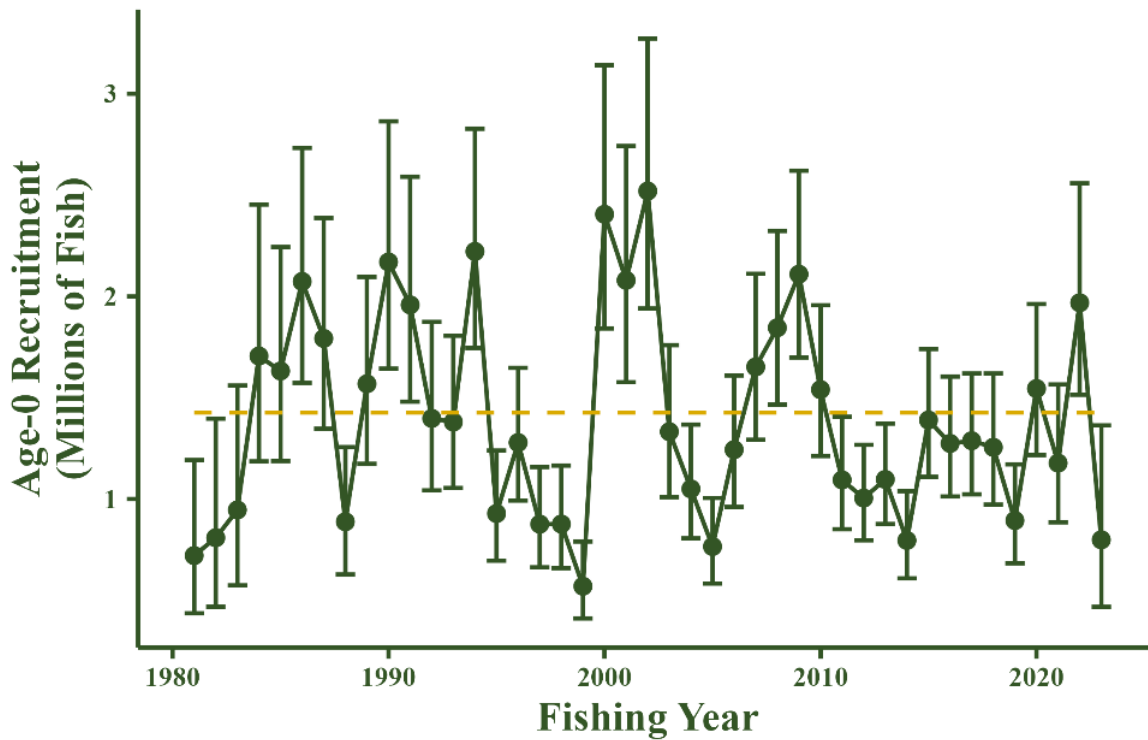 Age-0 Recruitment
(Millions of Fish)
3
2
1
1980 1990 2000 2010 2020
Fishing Year